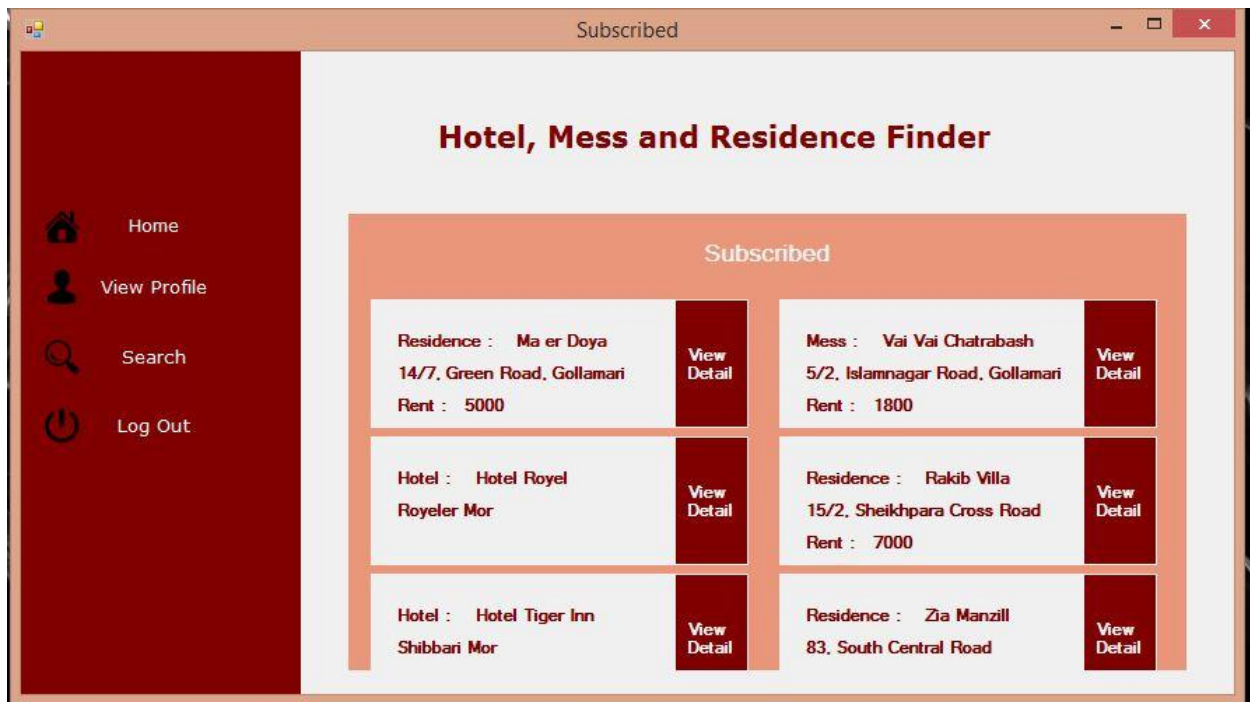 Subscribed
Hotel, Mess and Residence Finder
Home
View Profile
Search
Log Out
Subscribed
Residence : Ma er Doya
14/7, Green Road, Gollamari
Rent : 5000
View
Detail
Mess : Vai Vai Chatrabash
5/2, Islamnagar Road, Gollamari
Rent : 1800
View
Detail
Hotel : Hotel Royel
Royeler Mor
View
Detail
Residence : Rakib Villa
15/2, Sheikhpara Cross Road
Rent : 7000
View
Detail
Hotel : Hotel Tiger Inn
Shibbari Mor
View
Detail
Residence : Zia Manzill
83, South Central Road
View
Detail